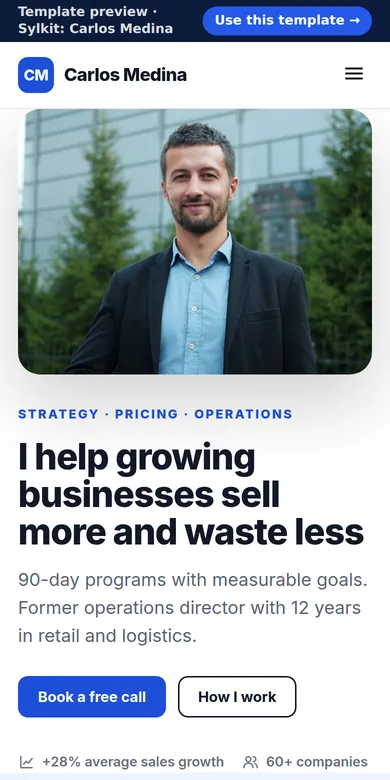 Template preview ·
Sylkit: Carlos Medina
Use this template →
CM
Carlos Medina
STRATEGY · PRICING · OPERATIONS
I help growing
businesses sell
more and waste less
90-day programs with measurable goals.
Former operations director with 12 years
in retail and logistics.
Book a free call
How I work
+28% average sales growth
60+ companies